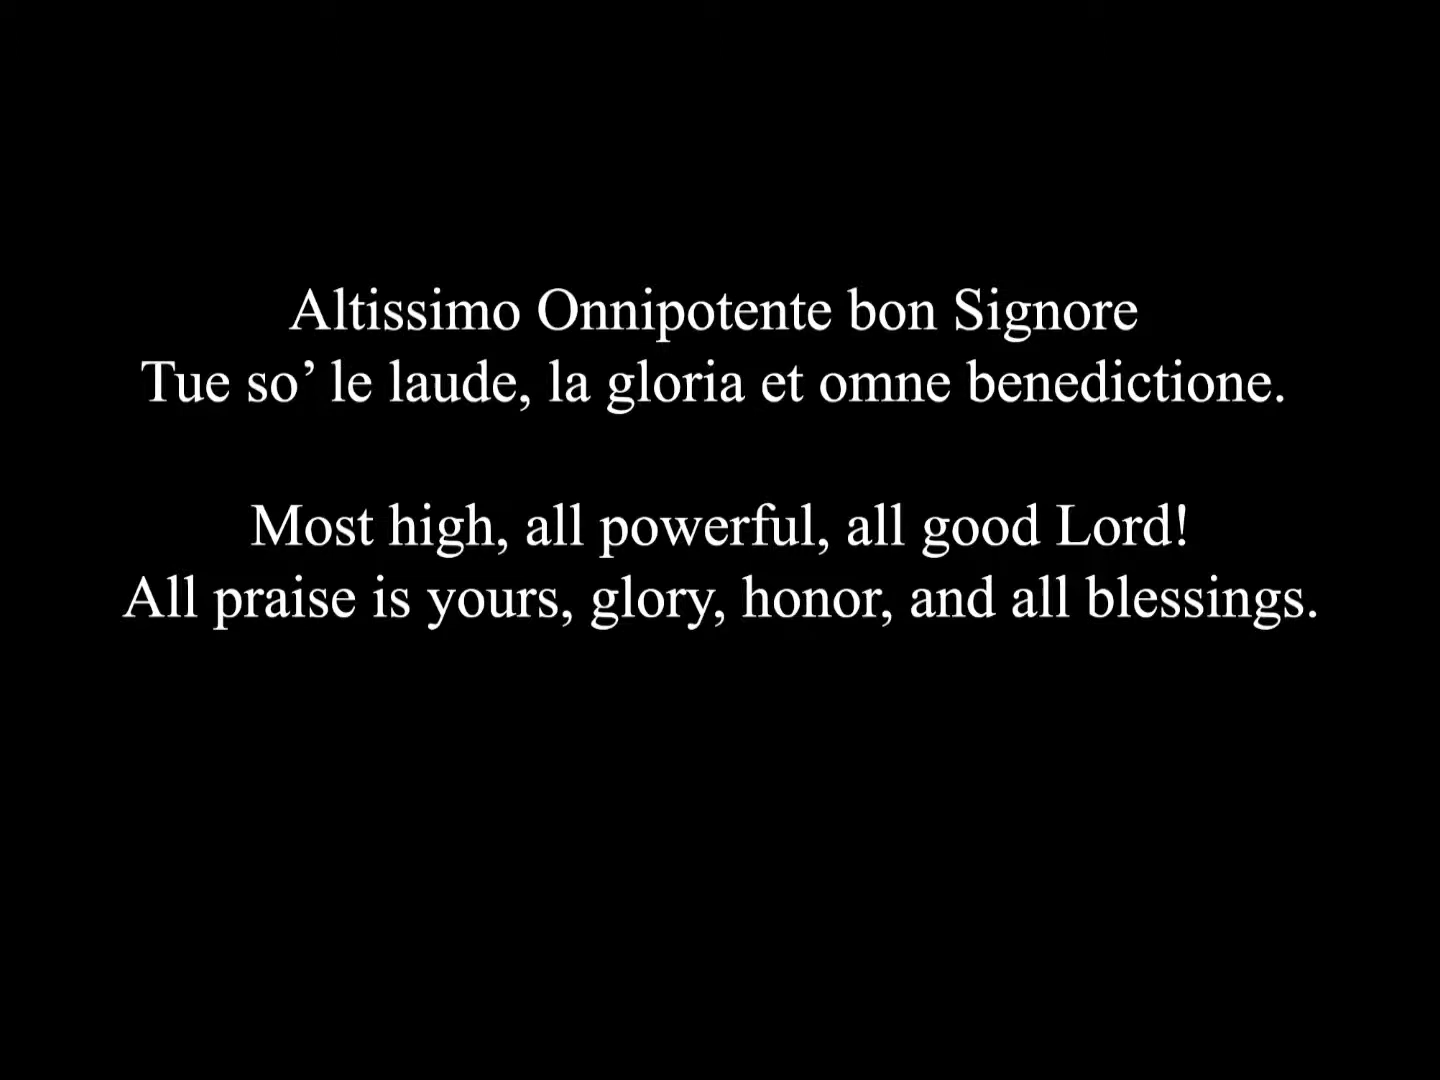 Altissimo Onnipotente bon Signore
Tue so’ le laude, la gloria et omne benedictione.
Most high, all powerful, all good Lord!
All praise is yours, glory, honor, and all blessings.